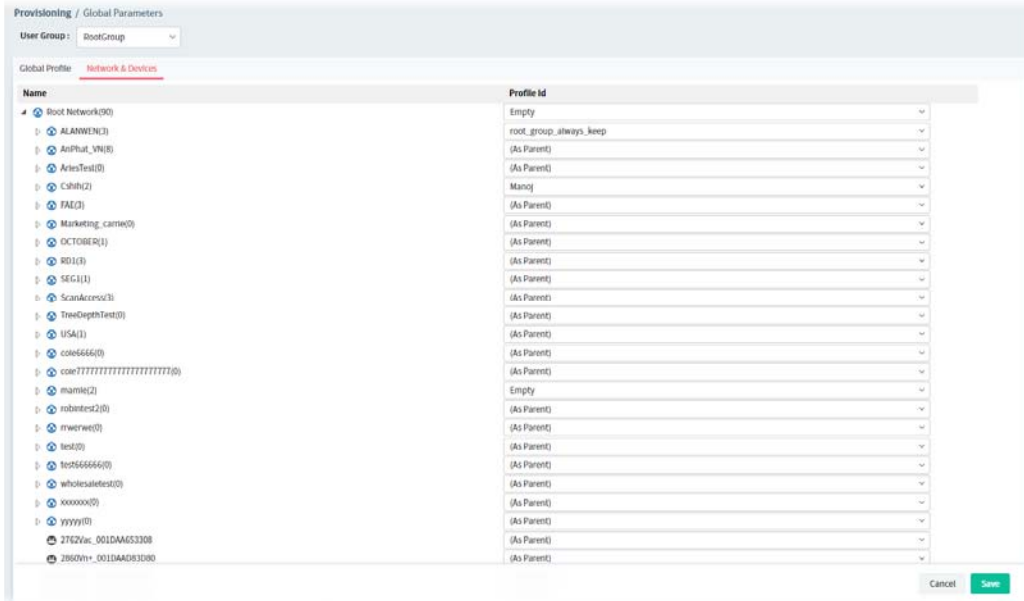 Provisioning / Global Parameters
User Group : RootGroup
Global Profile Network & Devices
Name Profile Id
Root Network(90) Empty
ALANWEN(3) root_group_always_keep
AnPhat_VN(8) (As Parent)
AriesTest(0) (As Parent)
Cshih(2) Manoj
FAE(3) (As Parent)
Marketing_carrie(0) (As Parent)
OCTOBER(1) (As Parent)
RD1(3) (As Parent)
SEG1(1) (As Parent)
ScanAccess(3) (As Parent)
TreeDepthTest(0) (As Parent)
USA(1) (As Parent)
cole6666(0) (As Parent)
(As Parent)
mamie(2) Empty
robintest2(0) (As Parent)
rrwerwe(0) (As Parent)
test(0) (As Parent)
test666666(0) (As Parent)
wholesaletest(0) (As Parent)
xxxxxxx(0) (As Parent)
yyyyy(0) (As Parent)
2762Vac_001DAA653308 (As Parent)
2860Vn+_001DAAD83D80 (As Parent)
Cancel Save